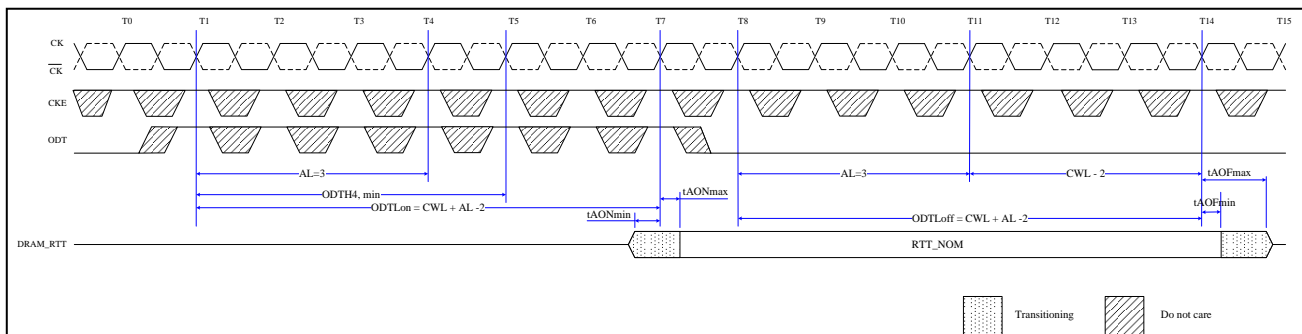 T0 T1 T2 T3 T4 T5 T6 T7 T8 T9 T10 T11 T12 T13 T14 T15
CK
CK
CKE
ODT
AL=3 AL=3 CWL - 2
tAOFmax
ODTH4, min
tAONmax
ODTLon = CWL + AL -2
tAOFmin
tAONmin
ODTLoff = CWL + AL -2
DRAM_RTT RTT_NOM
Transitioning Do not care